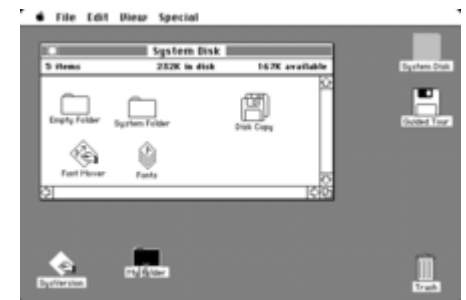 File Edit View Special
System Disk
5 items 232K in disk 167K available
Empty Folder
System Folder
Disk Copy
Font Mover
Fonts
System Disk
Guided Tour
SysVersion
My Folder
Trash